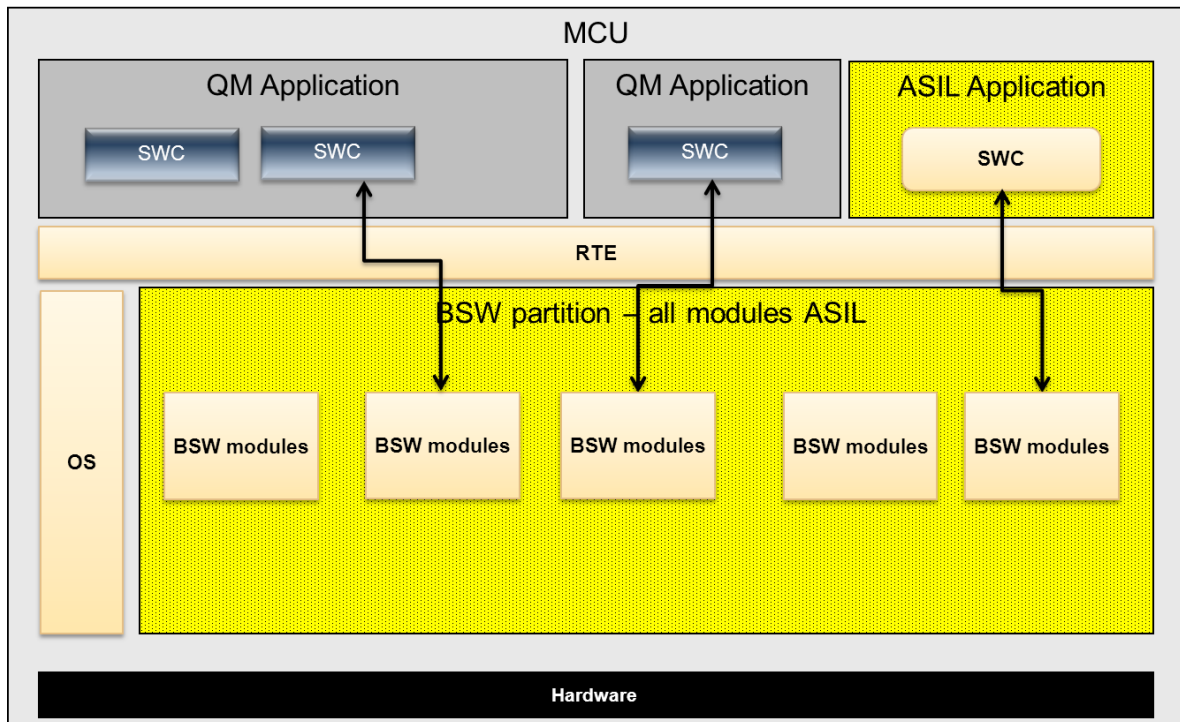 MCU
QM Application
QM Application
ASIL Application
SWC
SWC
SWC
SWC
RTE
BSW partition – all modules ASIL
OS
BSW modules
BSW modules
BSW modules
BSW modules
BSW modules
Hardware